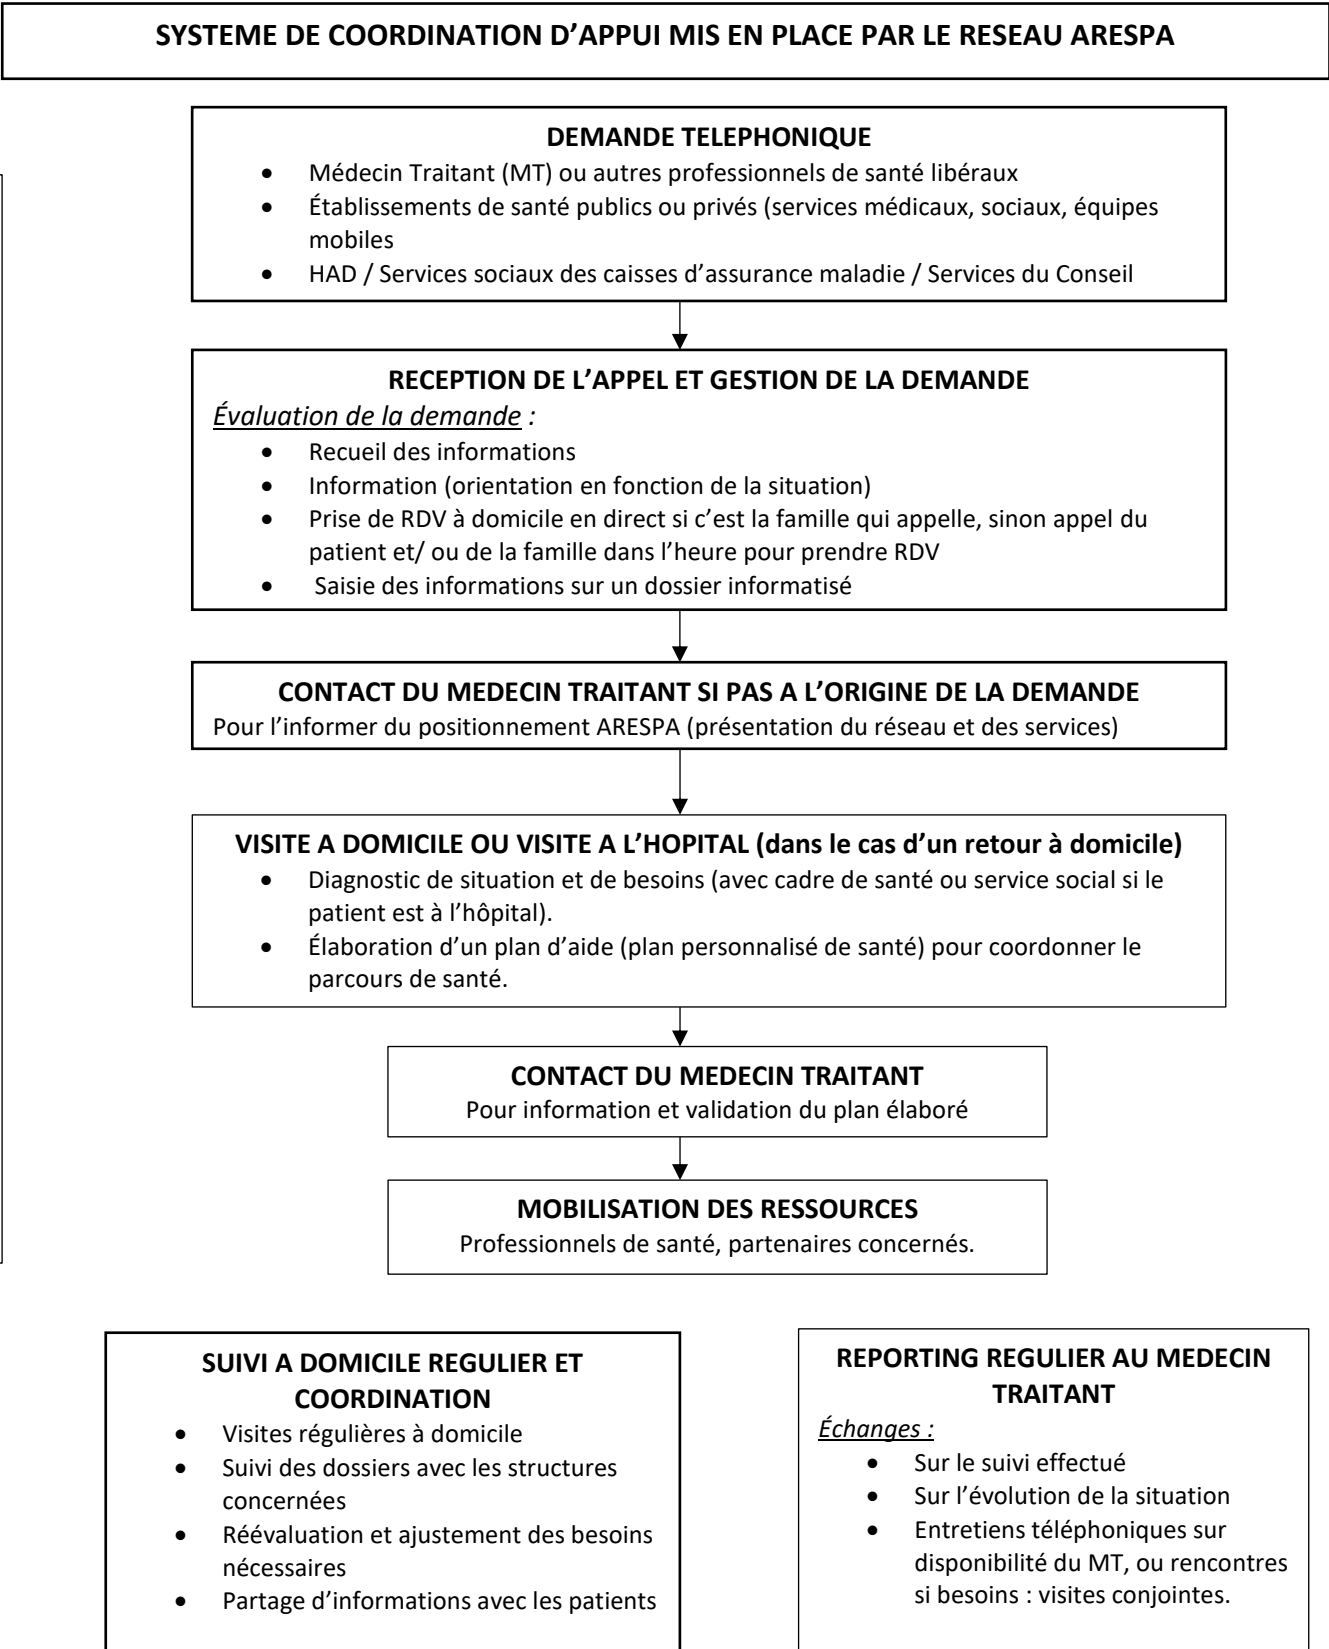 SYSTEME DE COORDINATION D’APPUI MIS EN PLACE PAR LE RESEAU ARESPA
DEMANDE TELEPHONIQUE
• Médecin Traitant (MT) ou autres professionnels de santé libéraux
• Établissements de santé publics ou privés (services médicaux, sociaux, équipes
mobiles
• HAD / Services sociaux des caisses d’assurance maladie / Services du Conseil
RECEPTION DE L’APPEL ET GESTION DE LA DEMANDE
Évaluation de la demande :
• Recueil des informations
• Information (orientation en fonction de la situation)
• Prise de RDV à domicile en direct si c’est la famille qui appelle, sinon appel du
patient et/ ou de la famille dans l’heure pour prendre RDV
• Saisie des informations sur un dossier informatisé
CONTACT DU MEDECIN TRAITANT SI PAS A L’ORIGINE DE LA DEMANDE
Pour l’informer du positionnement ARESPA (présentation du réseau et des services)
VISITE A DOMICILE OU VISITE A L’HOPITAL (dans le cas d’un retour à domicile)
• Diagnostic de situation et de besoins (avec cadre de santé ou service social si le
patient est à l’hôpital).
• Élaboration d’un plan d’aide (plan personnalisé de santé) pour coordonner le
parcours de santé.
CONTACT DU MEDECIN TRAITANT
Pour information et validation du plan élaboré
MOBILISATION DES RESSOURCES
Professionnels de santé, partenaires concernés.
SUIVI A DOMICILE REGULIER ET
COORDINATION
• Visites régulières à domicile
• Suivi des dossiers avec les structures
concernées
• Réévaluation et ajustement des besoins
nécessaires
• Partage d’informations avec les patients
REPORTING REGULIER AU MEDECIN
TRAITANT
Échanges :
• Sur le suivi effectué
• Sur l’évolution de la situation
• Entretiens téléphoniques sur
disponibilité du MT, ou rencontres
si besoins : visites conjointes.